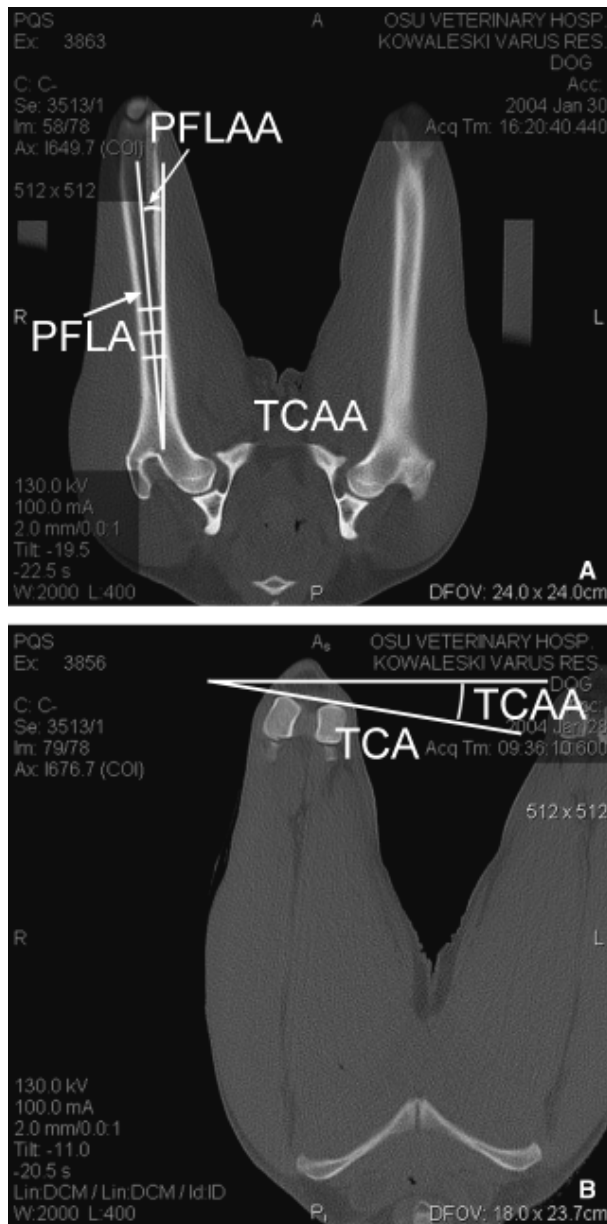 PQS
Ex: 3863
A
OSU VETERINARY HOSP.
KOWALESKI VARUS RES.
DOG
C: C-
Acc:
Se: 3513/1
2004 Jan 30
Im: 58/78
Acq Tm: 16:20:40.440
Ax: I649.7 (COI)
PFLAA
512 x 512
R
L
PFLA
TCAA
130.0 kV
100.0 mA
2.0 mm/0.0:1
Tilt: -19.5
-22.5 s
A
W:2000 L:400
P
DFOV: 24.0 x 24.0cm
PQS
As
OSU VETERINARY HOSP.
Ex: 3856
KOWALESKI VARUS RES.
DOG
C: C-
TCAA
Se: 3513/1
Im: 79/78
TCA
Acq Tm: 09:36:10.600
Ax: I676.7 (COI)
512 x 512
R
L
130.0 kV
100.0 mA
2.0 mm/0.0:1
Tilt: -11.0
-20.5 s
Lin:DCM / Lin:DCM / Id:ID
B
W:2000 L:400
DFOV: 18.0 x 23.7cm